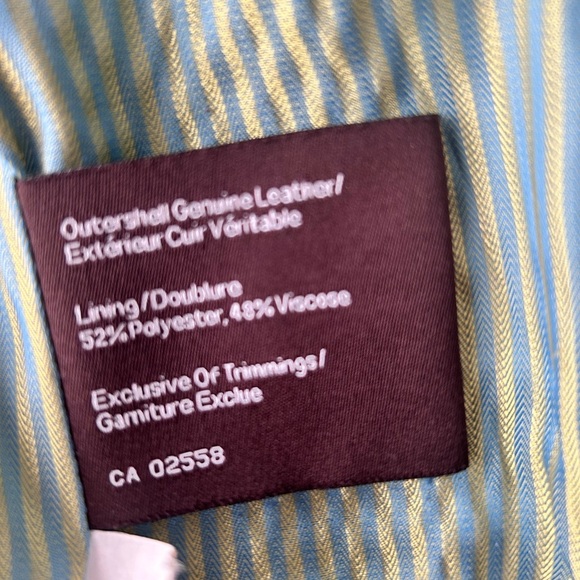 Outershell Genuine Leather/
Extérieur Cuir Véritable
Lining/Doublure
52% Polyester, 48% Viscose
Exclusive Of Trimmings/
Garniture Exclue
CA 02558